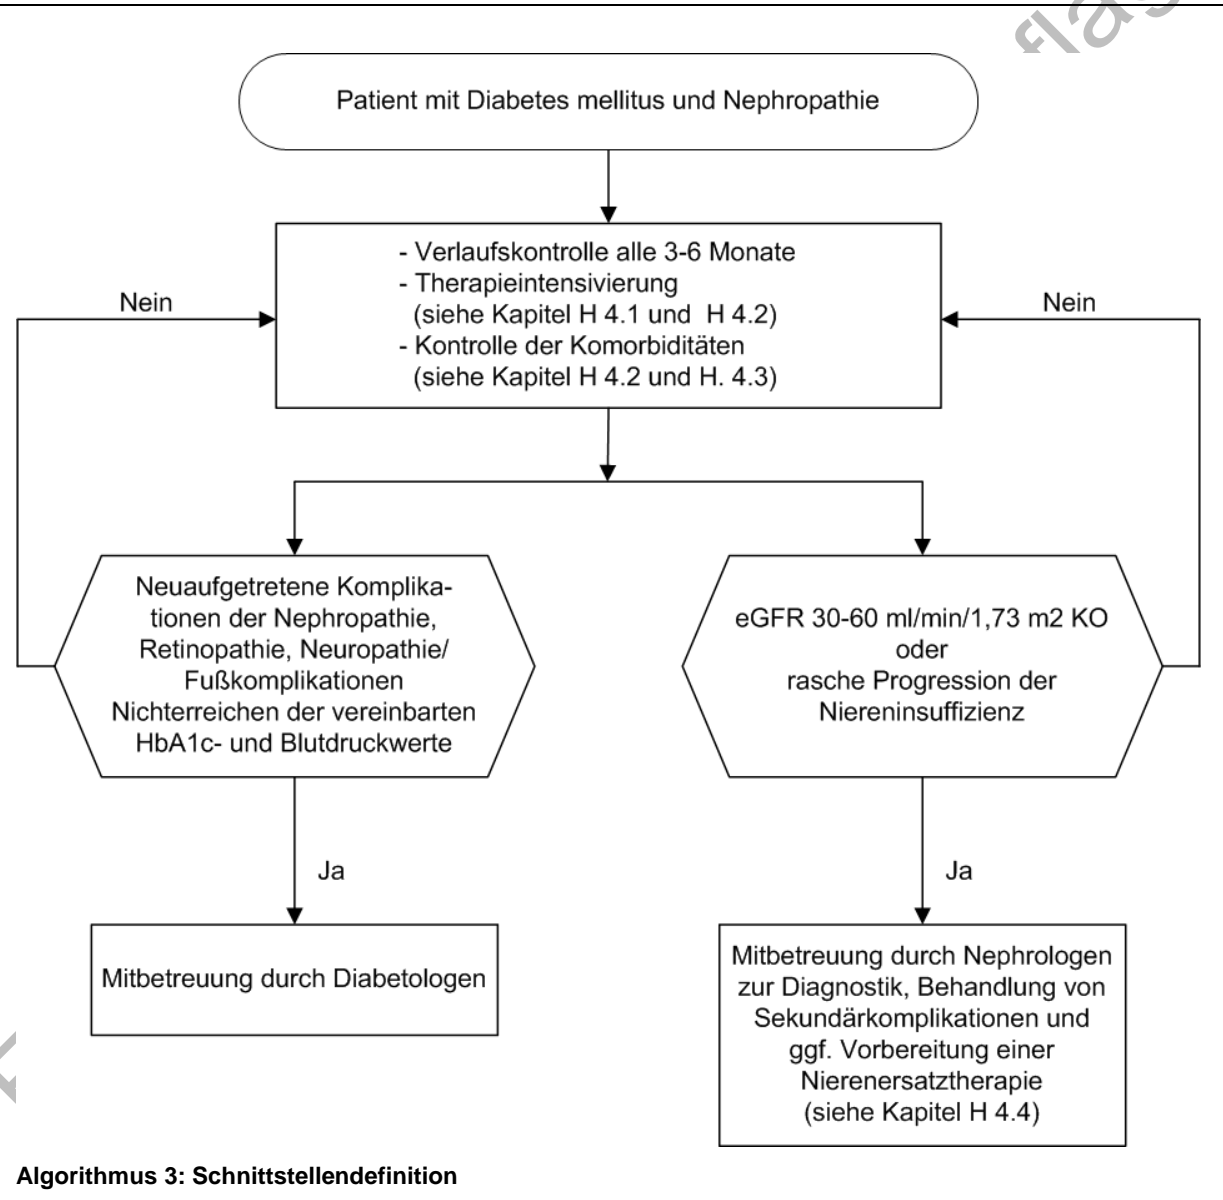 Patient mit Diabetes mellitus und Nephropathie
- Verlaufskontrolle alle 3-6 Monate
- Therapieintensivierung
(siehe Kapitel H 4.1 und H 4.2)
- Kontrolle der Komorbiditäten
(siehe Kapitel H 4.2 und H. 4.3)
Nein
Nein
Neuaufgetretene Komplika-
tionen der Nephropathie,
Retinopathie, Neuropathie/
Fußkomplikationen
Nichterreichen der vereinbarten
HbA1c- und Blutdruckwerte
eGFR 30-60 ml/min/1,73 m2 KO
oder
rasche Progression der
Niereninsuffizienz
Ja
Ja
Mitbetreuung durch Diabetologen
Mitbetreuung durch Nephrologen
zur Diagnostik, Behandlung von
Sekundärkomplikationen und
ggf. Vorbereitung einer
Nierenersatztherapie
(siehe Kapitel H 4.4)
Algorithmus 3: Schnittstellendefinition